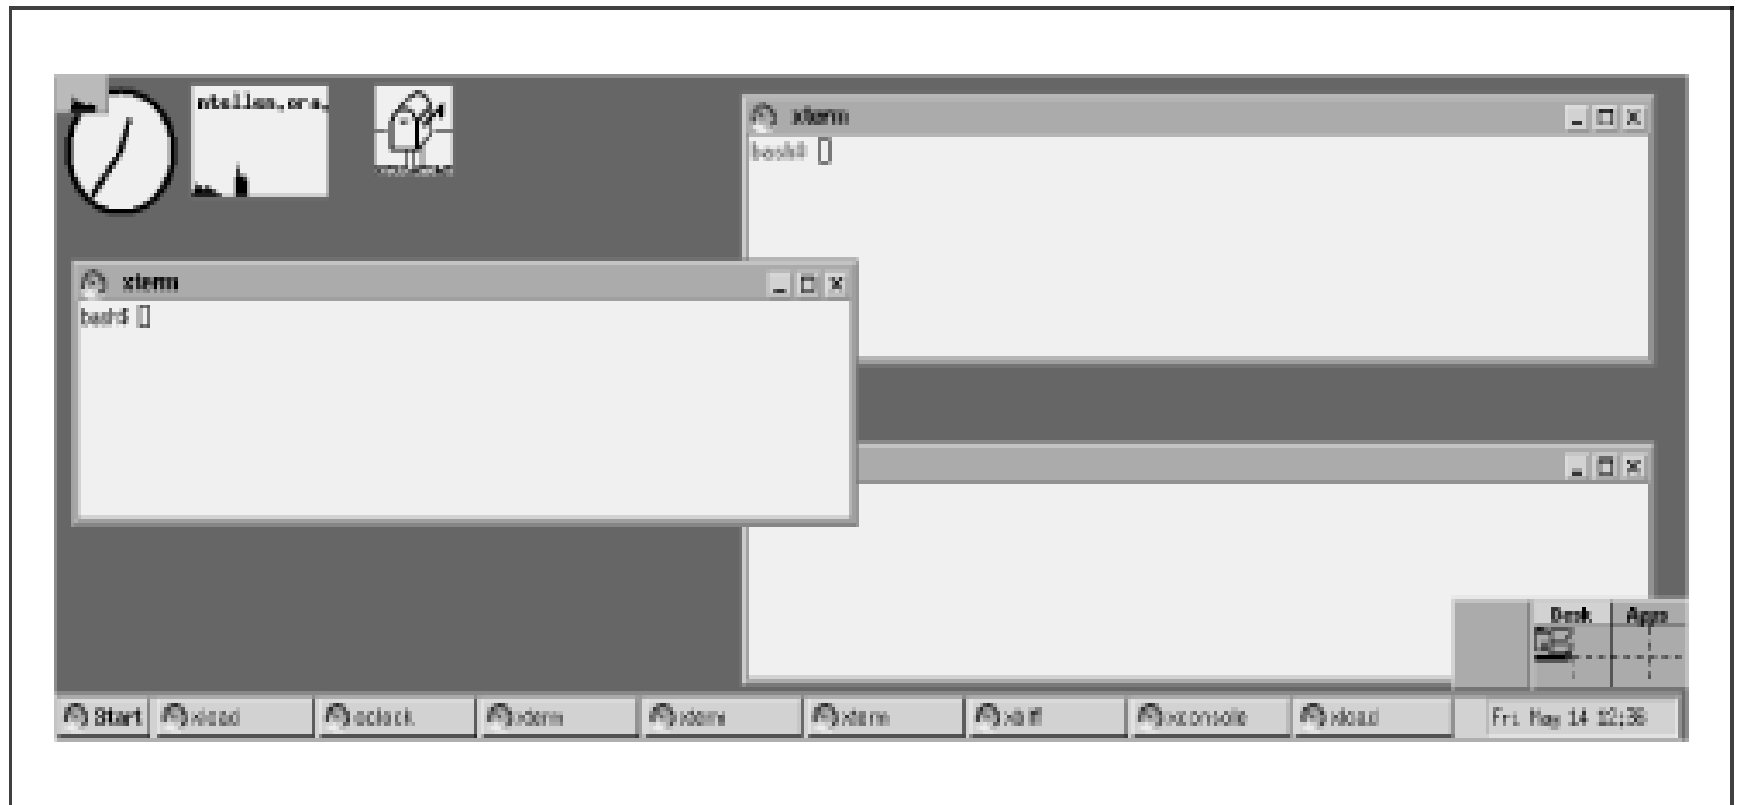 xterm
bash$
xterm
bash$
Desk Apps
Start xload oclock xterm xterm xterm xbiff xconsole xload Fri May 14 12:36